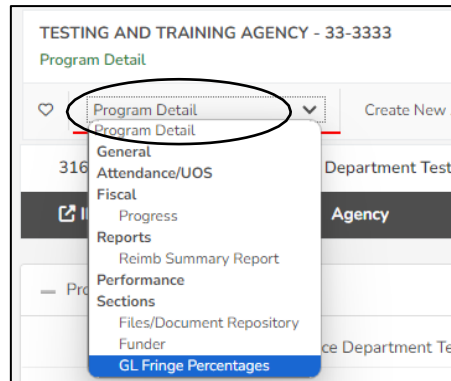 TESTING AND TRAINING AGENCY - 33-3333
Program Detail
Program Detail
Create New
Program Detail
General
316
Attendance/UOS
Department Test
Fiscal
Progress
Agency
Reports
Reimb Summary Report
Performance
Sections
Files/Document Repository
Funder
ce Department Te
GL Fringe Percentages